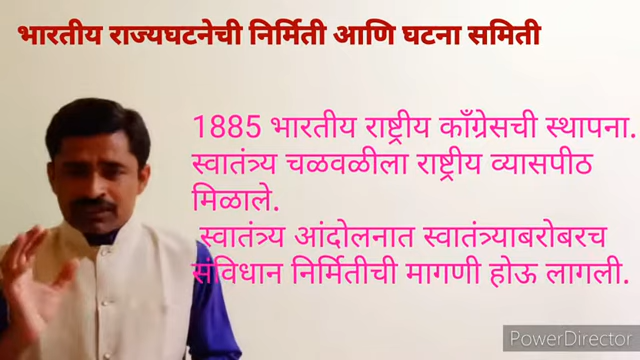 भारतीय राज्यघटनेची निर्मिती आणि घटना समिती
1885 भारतीय राष्ट्रीय काँग्रेसची स्थापना.
स्वातंत्र्य चळवळीला राष्ट्रीय व्यासपीठ
मिळाले.
स्वातंत्र्य आंदोलनात स्वातंत्र्याबरोबरच
संविधान निर्मितीची मागणी होऊ लागली.
PowerDirector